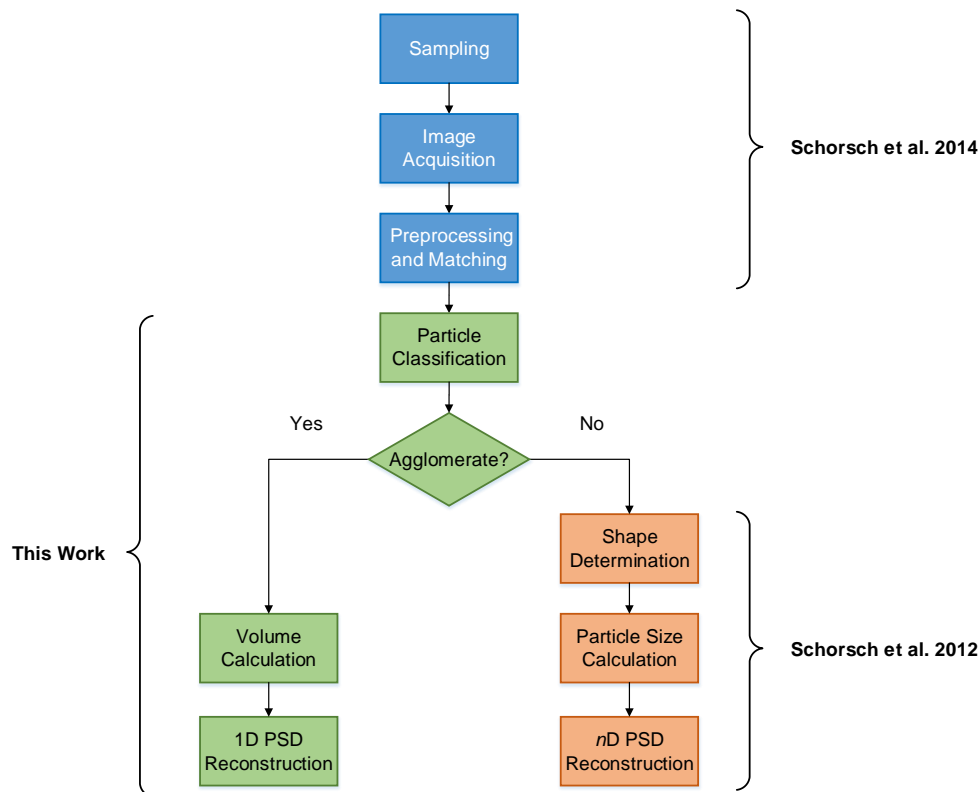 Sampling
Image
Acquisition
Schorsch et al. 2014
Preprocessing
and Matching
Particle
Classification
Yes
No
Agglomerate?
This Work
Shape
Determination
Volume
Calculation
Particle Size
Calculation
Schorsch et al. 2012
1D PSD
Reconstruction
nD PSD
Reconstruction